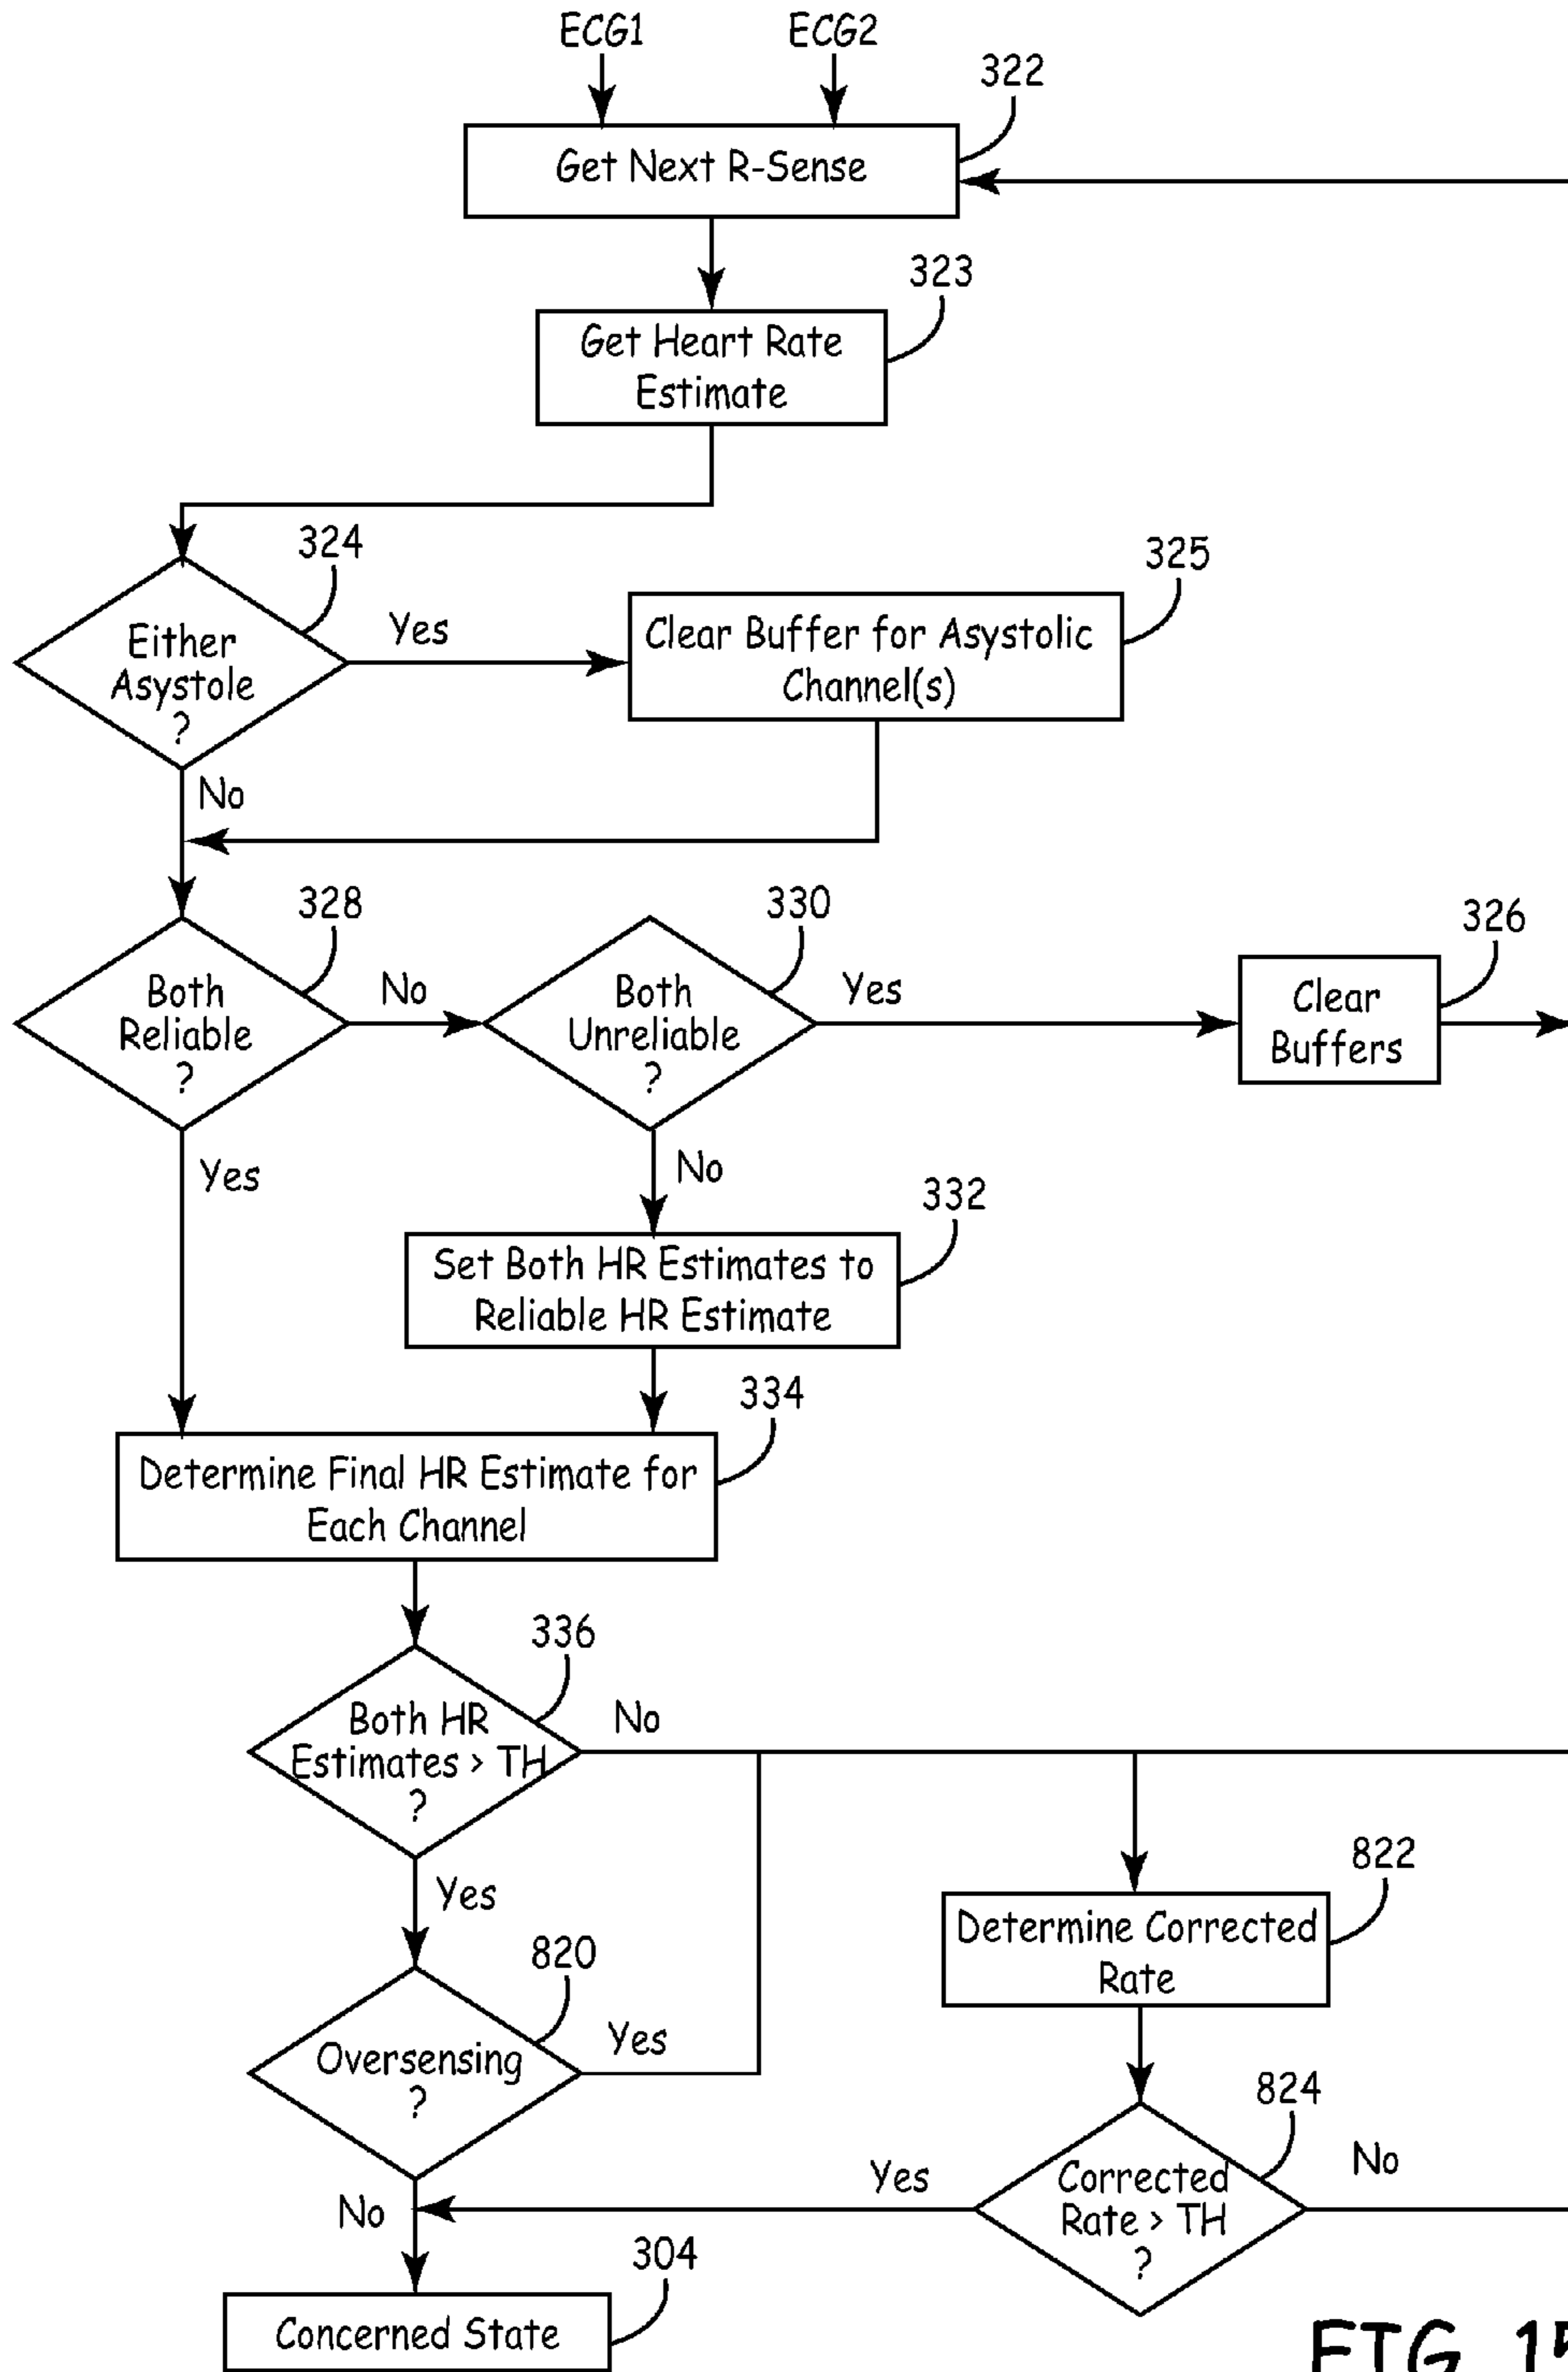 ECG1 ECG2
322
Get Next R-Sense
323
Get Heart Rate
Estimate
324
Either
Asystole
?
Yes
325
Clear Buffer for Asystolic
Channel(s)
No
328
Both
Reliable
?
No
330
Both
Unreliable
?
Yes
326
Clear
Buffers
Yes
No
332
Set Both HR Estimates to
Reliable HR Estimate
334
Determine Final HR Estimate for
Each Channel
336
Both HR
Estimates > TH
?
No
Yes
822
Determine Corrected
Rate
820
Oversensing
?
Yes
824
Corrected
Rate > TH
?
Yes
No
No
304
Concerned State
FIG.